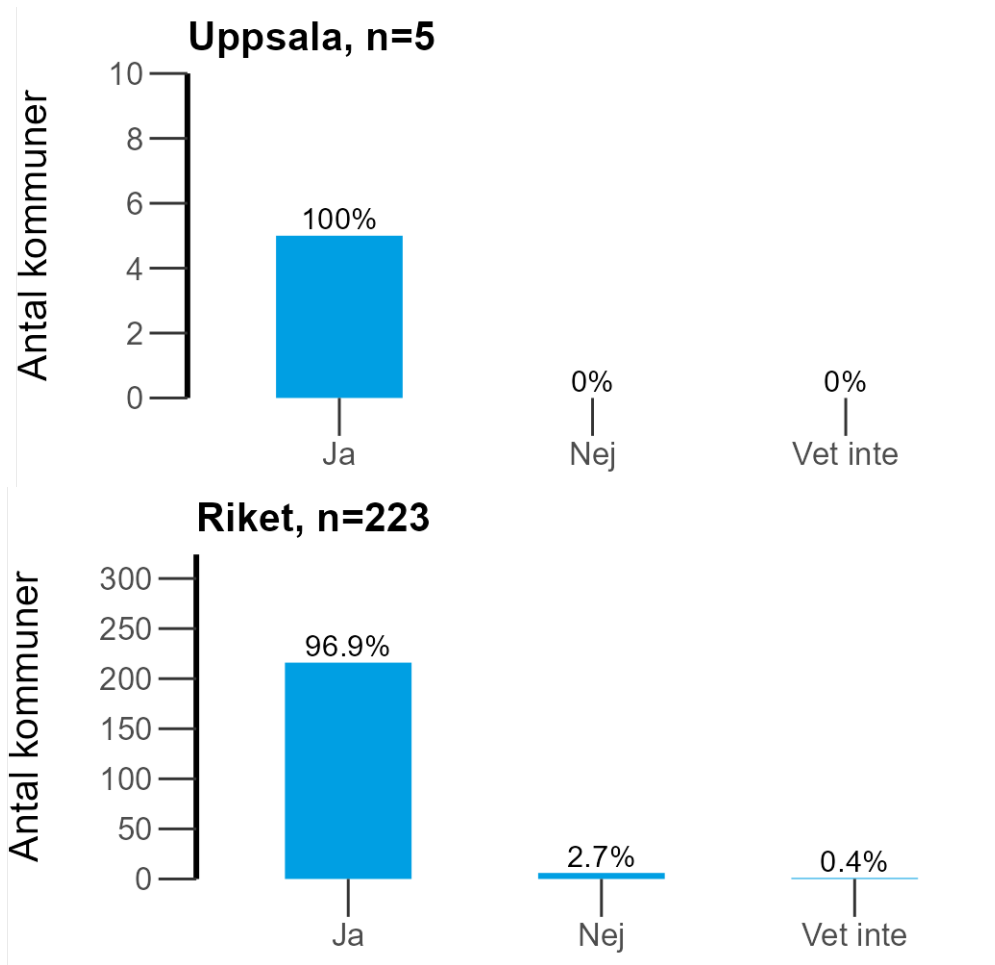 Uppsala, n=5
Antal kommuner
10
8
6
4
2
0
100%
0%
0%
Ja
Nej
Vet inte
Riket, n=223
Antal kommuner
300
250
200
150
100
50
0
96.9%
2.7%
0.4%
Ja
Nej
Vet inte